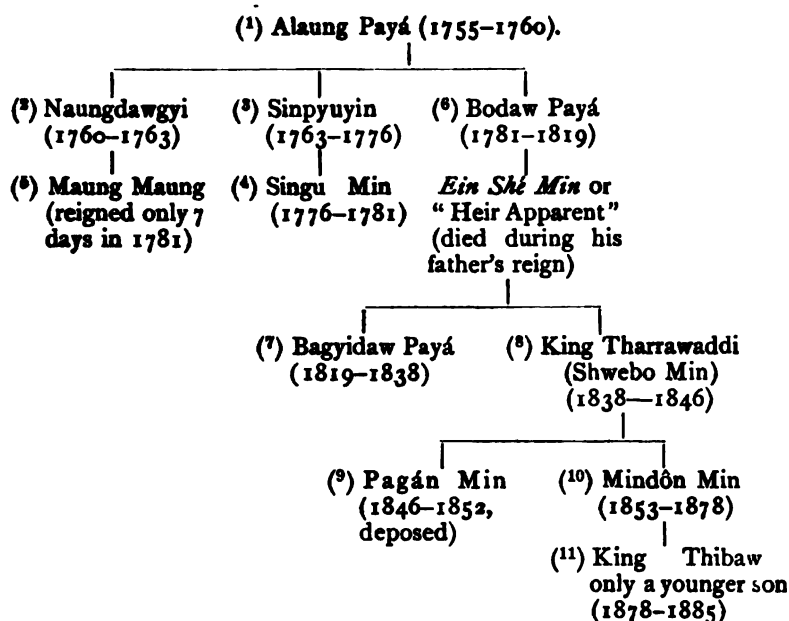 (¹) Alaung Payá (1755–1760).
(²) Naungdawgyi (³) Sinpyuyin (⁶) Bodaw Payá
(1760–1763) (1763–1776) (1781–1819)
(⁵) Maung Maung (⁴) Singu Min Ein Shé Min or
(reigned only 7 (1776–1781) “Heir Apparent”
days in 1781) (died during his
father's reign)
(⁷) Bagyidaw Payá (⁸) King Tharrawaddi
(1819–1838) (Shwebo Min)
(1838—1846)
(⁹) Pagán Min (¹⁰) Mindôn Min
(1846–1852, (1853–1878)
deposed)
(¹¹) King Thibaw
only a younger son
(1878–1885)